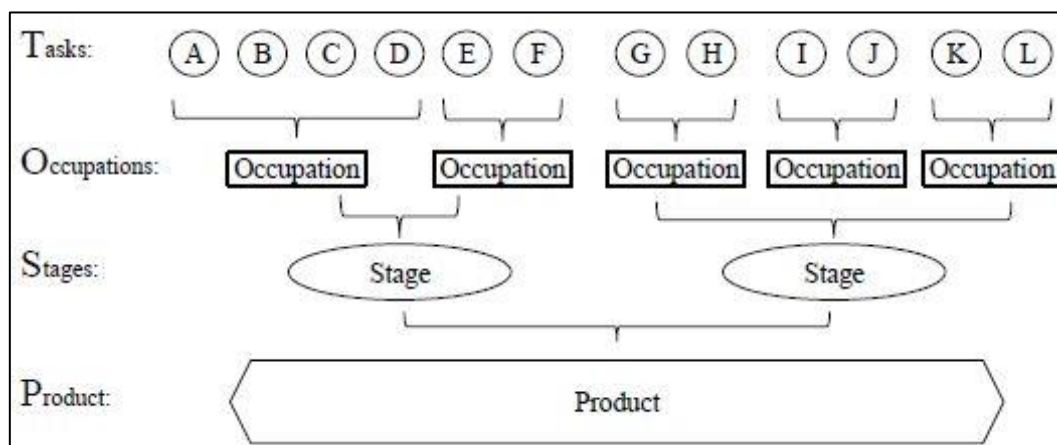 Tasks: A B C D E F G H I J K L
Occupations: Occupation Occupation Occupation Occupation Occupation
Stages: Stage Stage
Product: Product